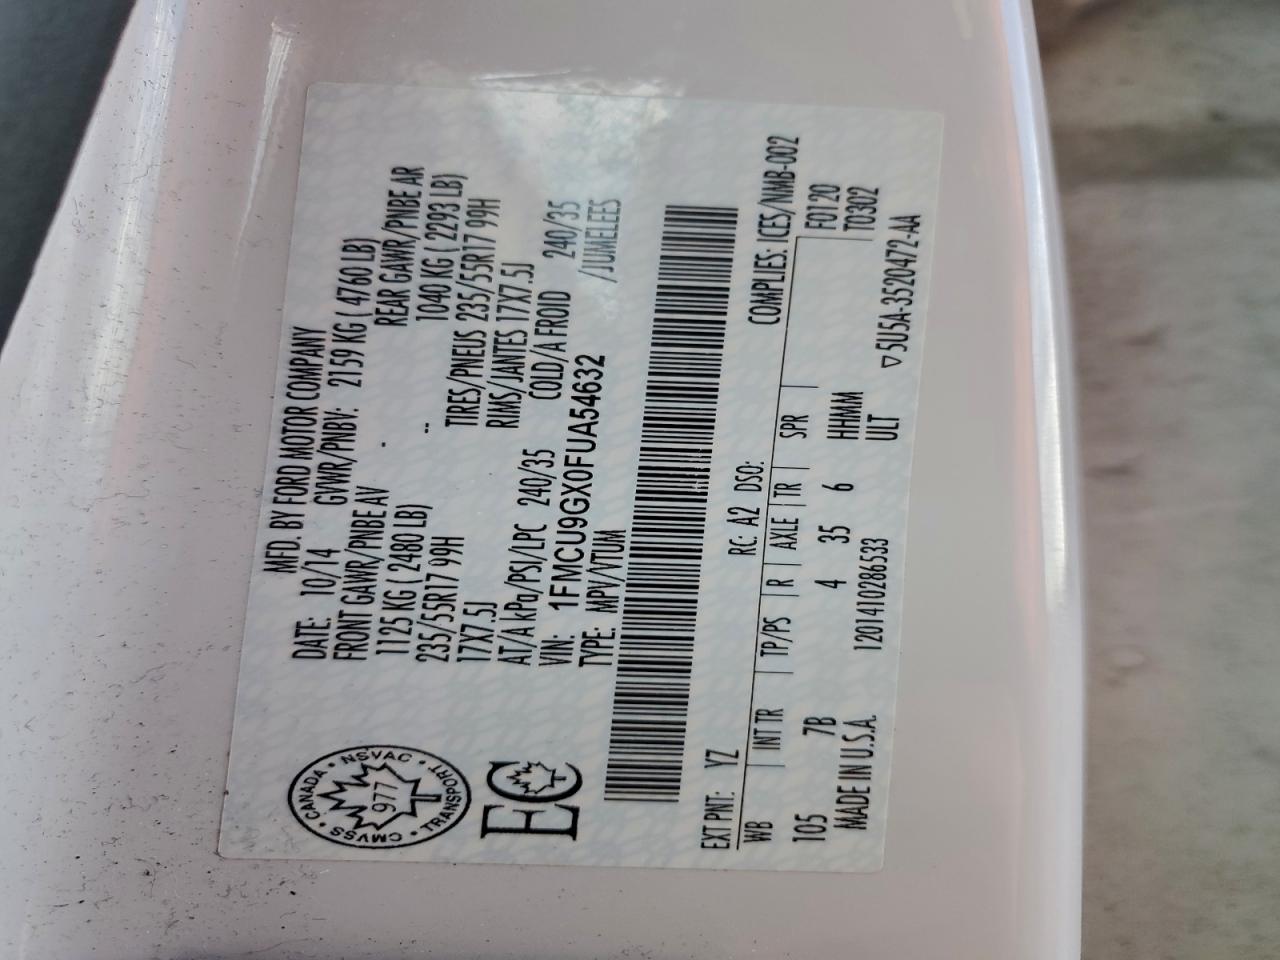 MFD. BY FORD MOTOR COMPANY
DATE: 10/14 GVWR/PNBV: 2159 KG ( 4760 LB)
FRONT GAWR/PNBE AV REAR GAWR/PNBE AR
1125 KG ( 2480 LB) 1040 KG ( 2293 LB)
235/55R17 99H -- TIRES/PNEUS 235/55R17 99H
17X7.5J RIMS/JANTES 17X7.5J
AT/A kPa/PSI/LPC 240/35 COLD/A FROID 240/35
VIN: 1FMCU9GX0FUA54632 /JUMELEES
TYPE: MPV/VTUM
CANADA • NSVAC • TRANSPORT • CMVSS •
977
EC
EXT PNT: YZ RC: A2 DSO: COMPLIES: ICES/NMB-002
WB INT TR TP/PS R AXLE TR SPR F0120
105 7B 4 35 6 HHMM T0302
MADE IN U.S.A. 1201410286533 ULT ▽5U5A-3520472-AA